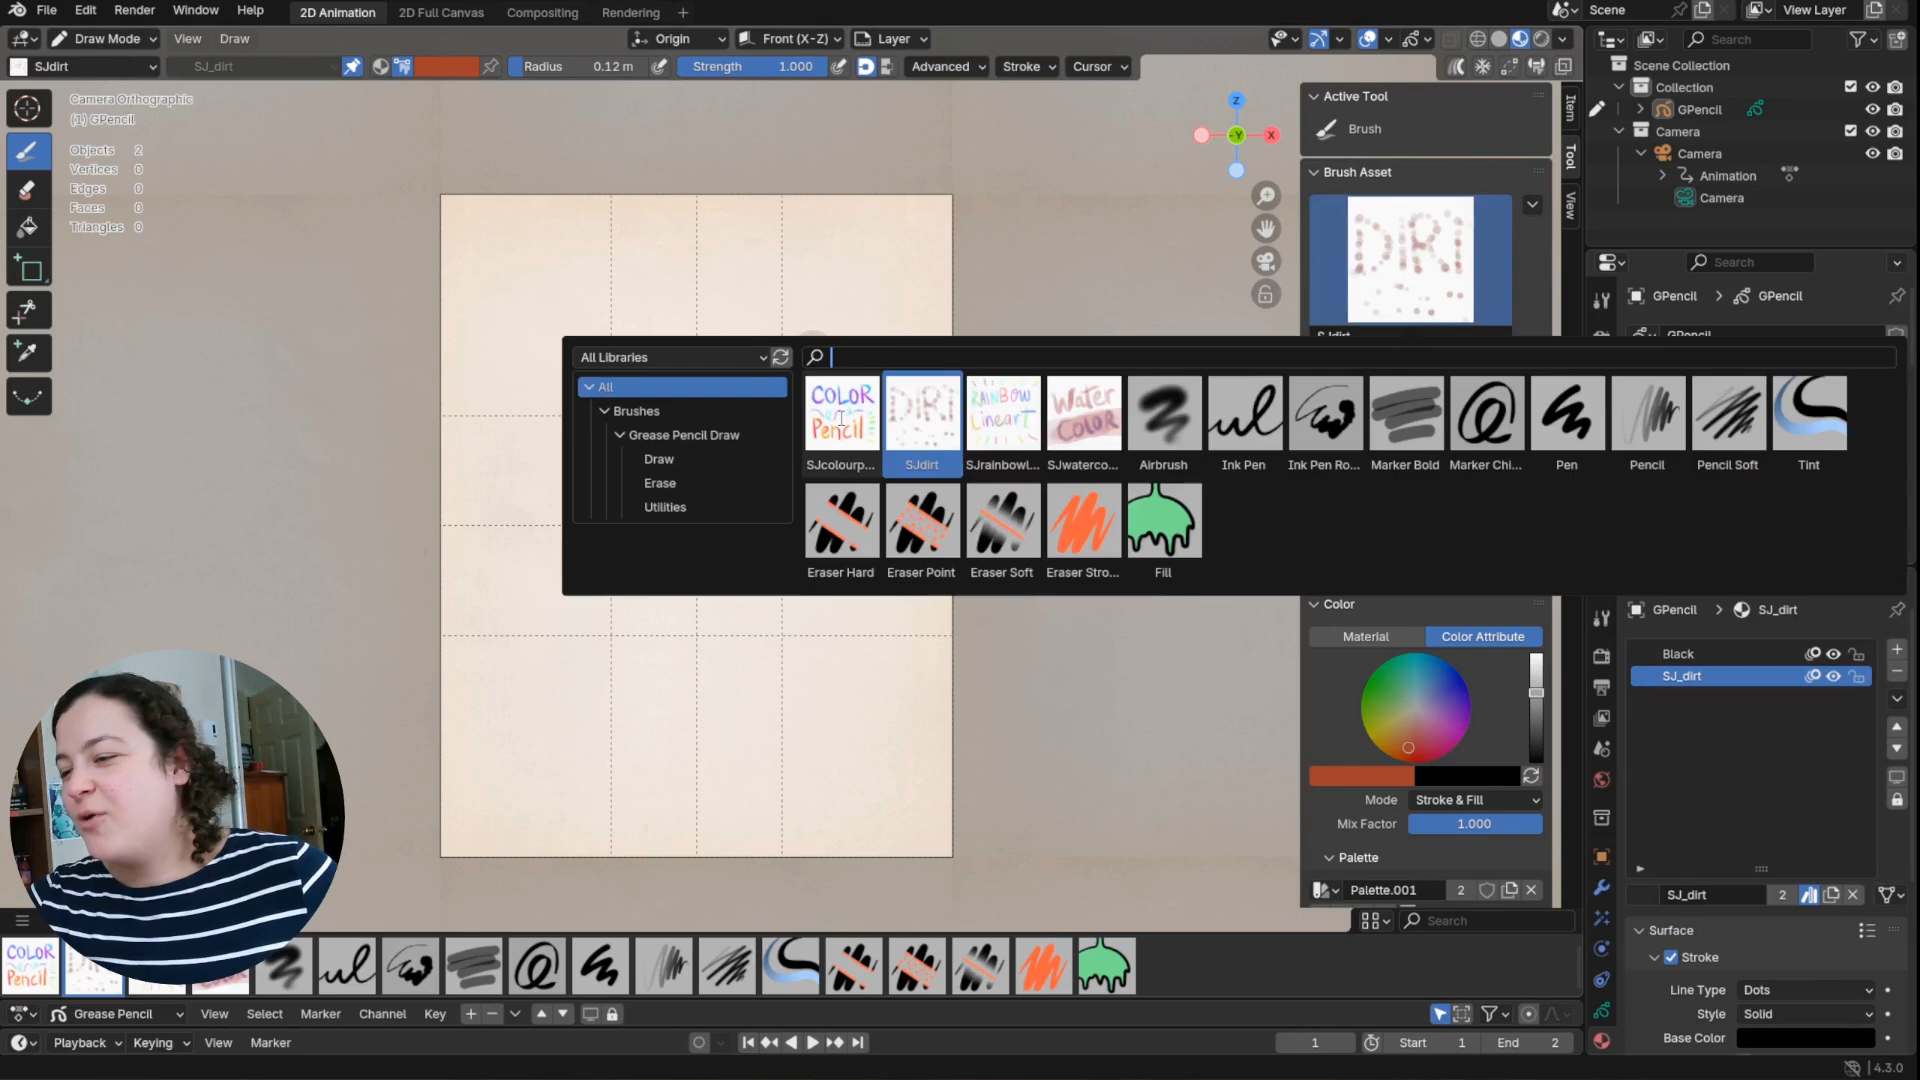 File Edit Render Window Help 2D Animation 2D Full Canvas Compositing Rendering + Scene View Layer
Draw Mode View Draw Origin Front (X-Z) Layer Search
SJdirt SJ_dirt Radius 0.12 m Strength 1.000 Advanced Stroke Cursor
Scene Collection
Collection
GPencil
Camera
Camera
Animation
Camera
Camera Orthographic
(1) GPencil
Objects 2
Vertices 0
Edges 0
Faces 0
Triangles 0
Z
-Y
X
Active Tool
Brush
Brush Asset
DIRT
Item
Tool
View
Search
GPencil > GPencil
All Libraries
All
Brushes
Grease Pencil Draw
Draw
Erase
Utilities
COLOR Pencil
DIRT
RAINBOW Lineart
Water COLOR
SJcolourp... SJdirt SJrainbowl... SJwaterco... Airbrush Ink Pen Ink Pen Ro... Marker Bold Marker Chi... Pen Pencil Pencil Soft Tint
Eraser Hard Eraser Point Eraser Soft Eraser Stro... Fill
Color
Material Color Attribute
Mode Stroke & Fill
Mix Factor 1.000
Palette
Palette.001 2
Search
GPencil > SJ_dirt
Black
SJ_dirt
SJ_dirt 2
Surface
Stroke
Line Type Dots
Style Solid
Base Color
COLOR Pencil
Grease Pencil View Select Marker Channel Key
Playback Keying View Marker 1 Start 1 End 2
4.3.0